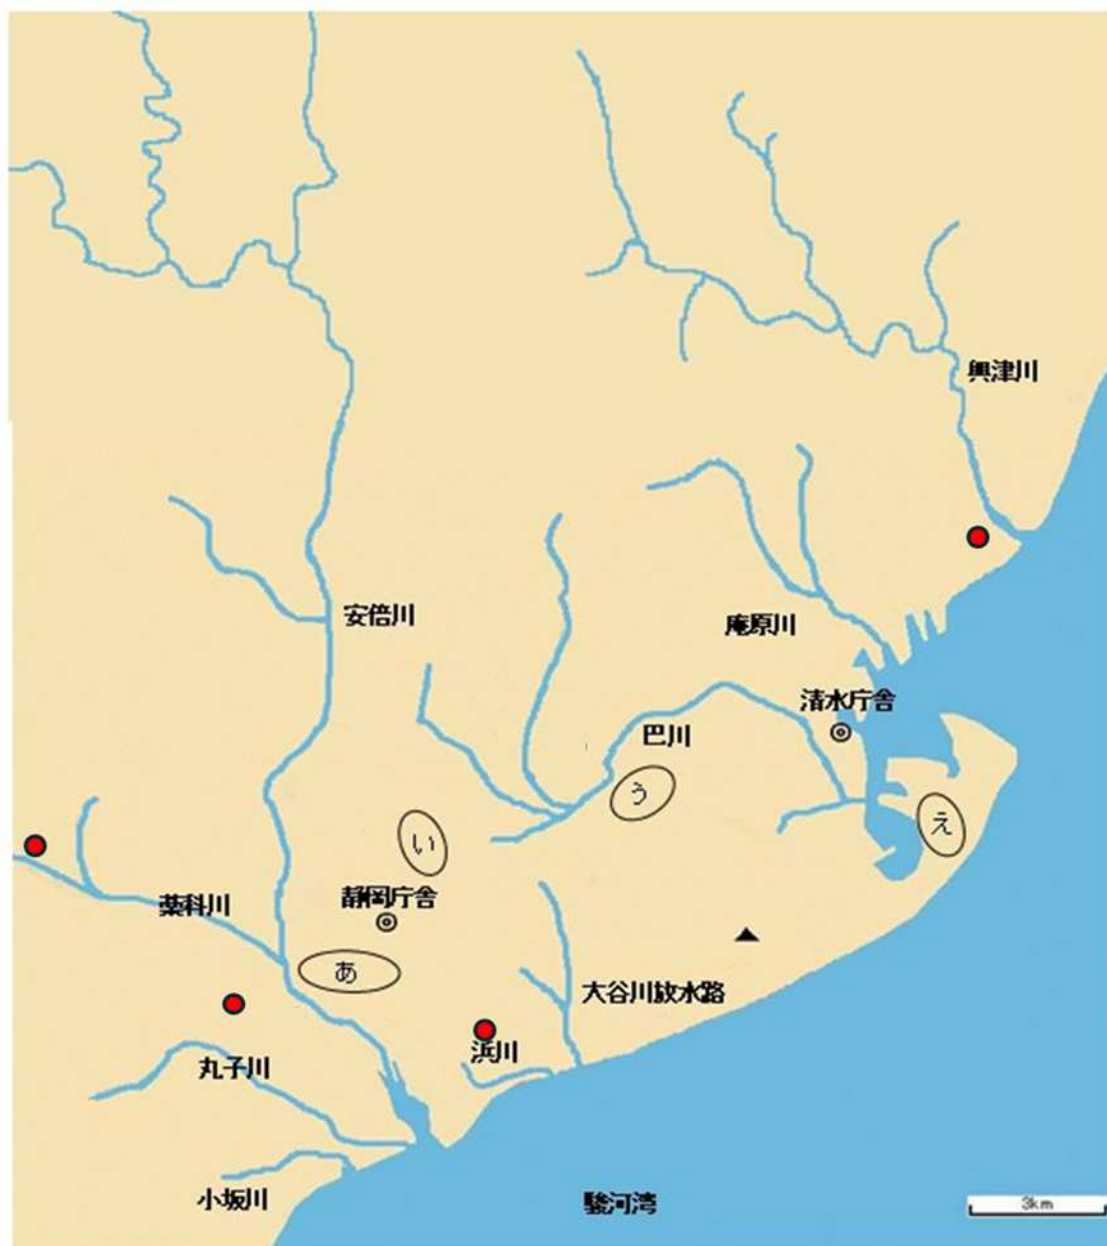 興津川
安倍川
庵原川
清水庁舎
巴川
う
え
い
静岡庁舎
藁科川
あ
大谷川放水路
浜川
丸子川
小坂川
駿河湾
3km